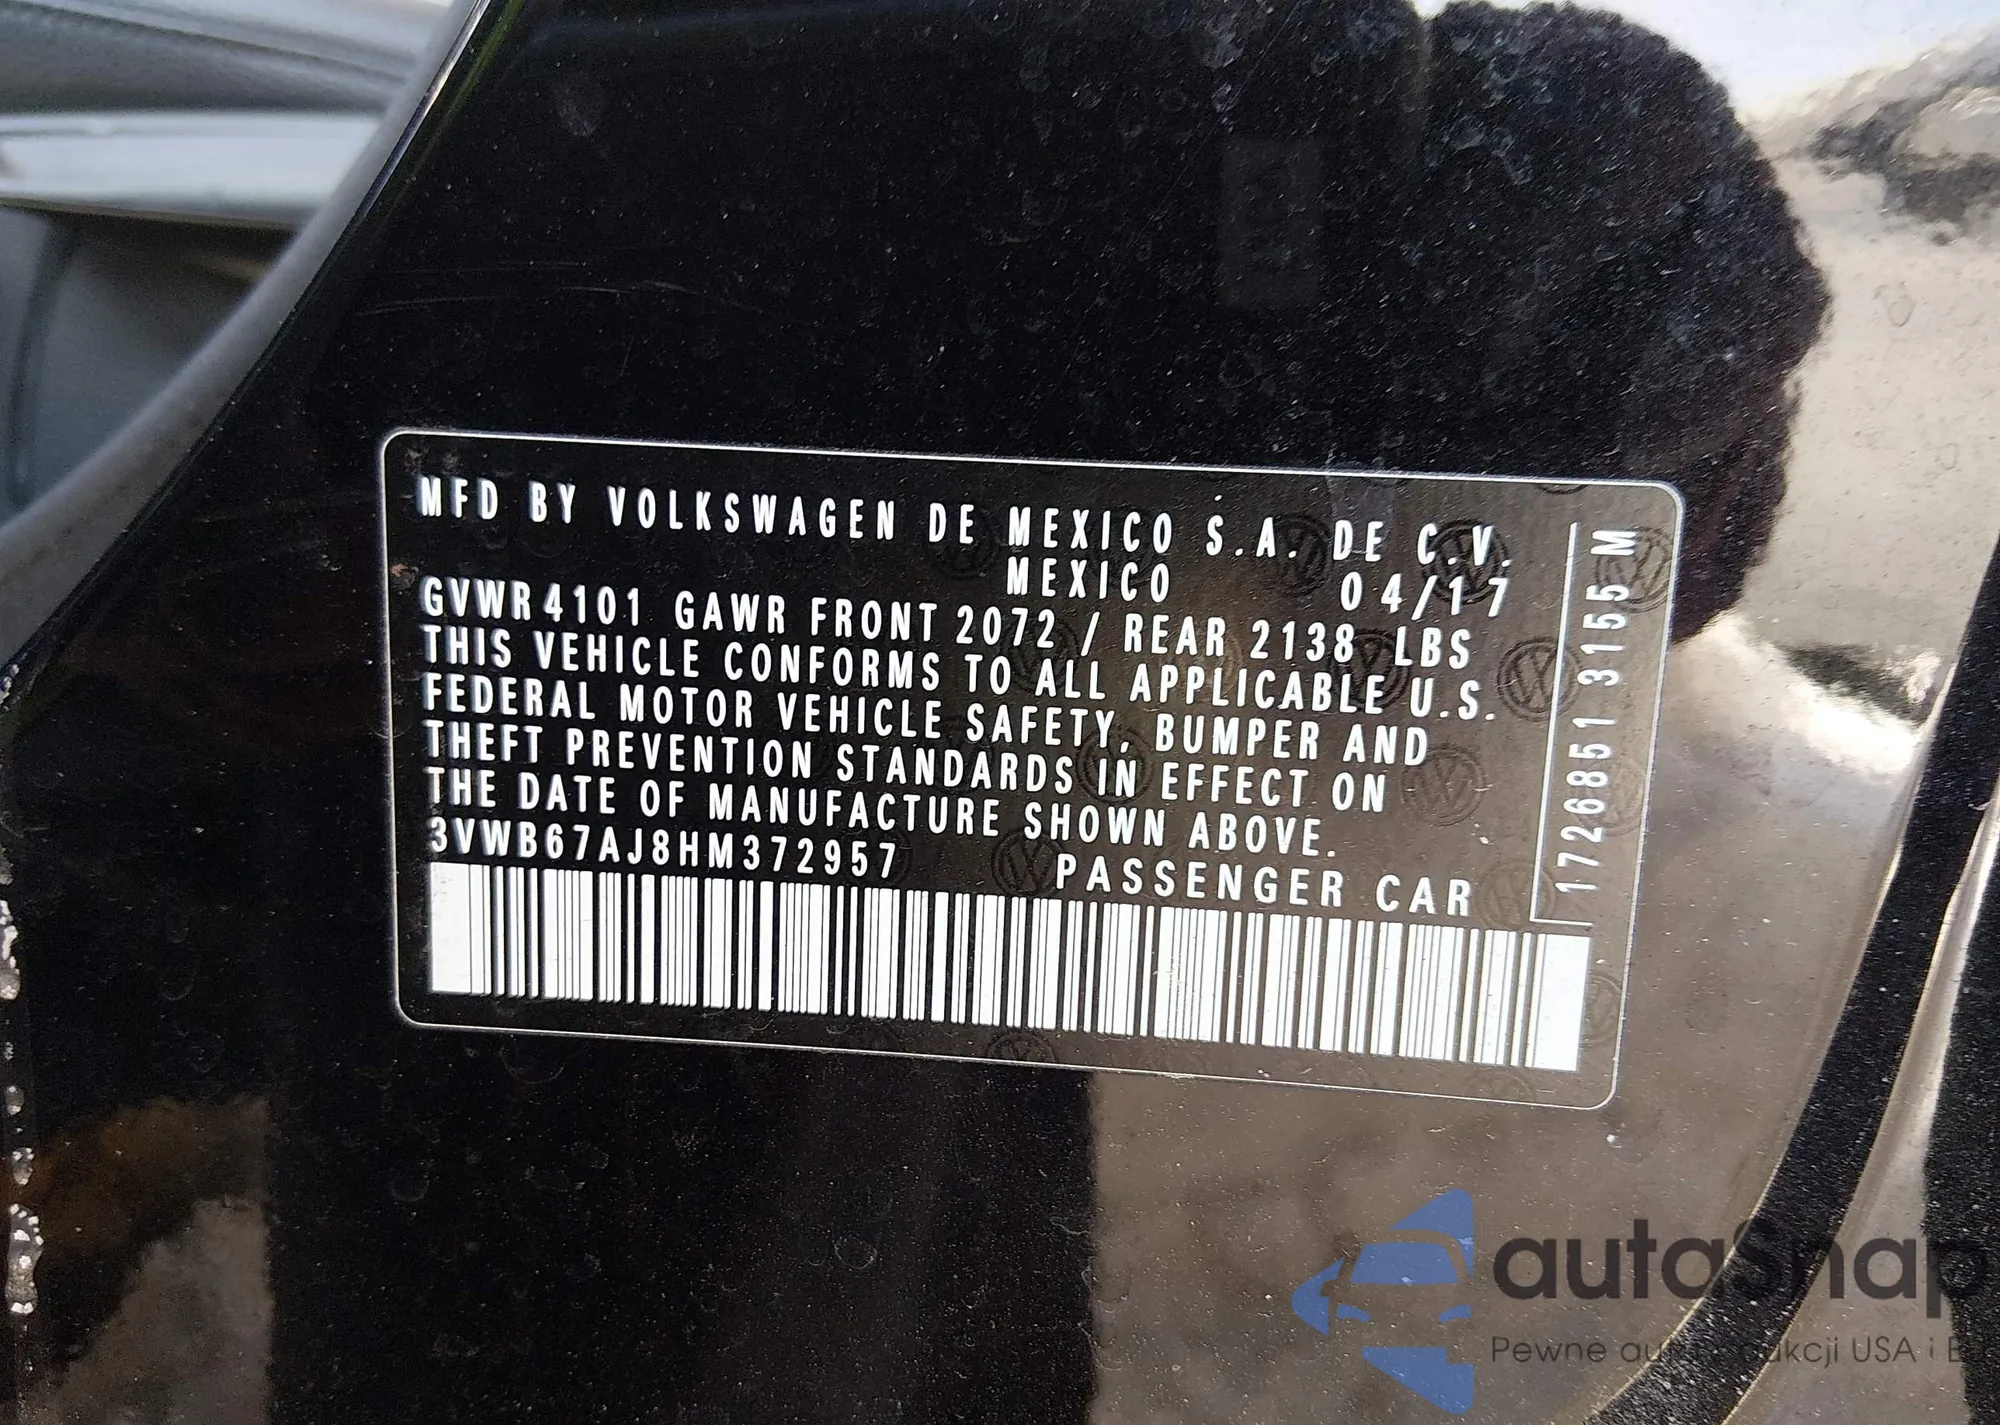 MFD BY VOLKSWAGEN DE MEXICO S.A. DE C.V.
MEXICO 04/17
GVWR 4101 GAWR FRONT 2072 / REAR 2138 LBS
THIS VEHICLE CONFORMS TO ALL APPLICABLE U.S.
FEDERAL MOTOR VEHICLE SAFETY, BUMPER AND
THEFT PREVENTION STANDARDS IN EFFECT ON
THE DATE OF MANUFACTURE SHOWN ABOVE.
3VWB67AJ8HM372957 PASSENGER CAR
1726851 3155 M
autoSnap
Pewne USA i